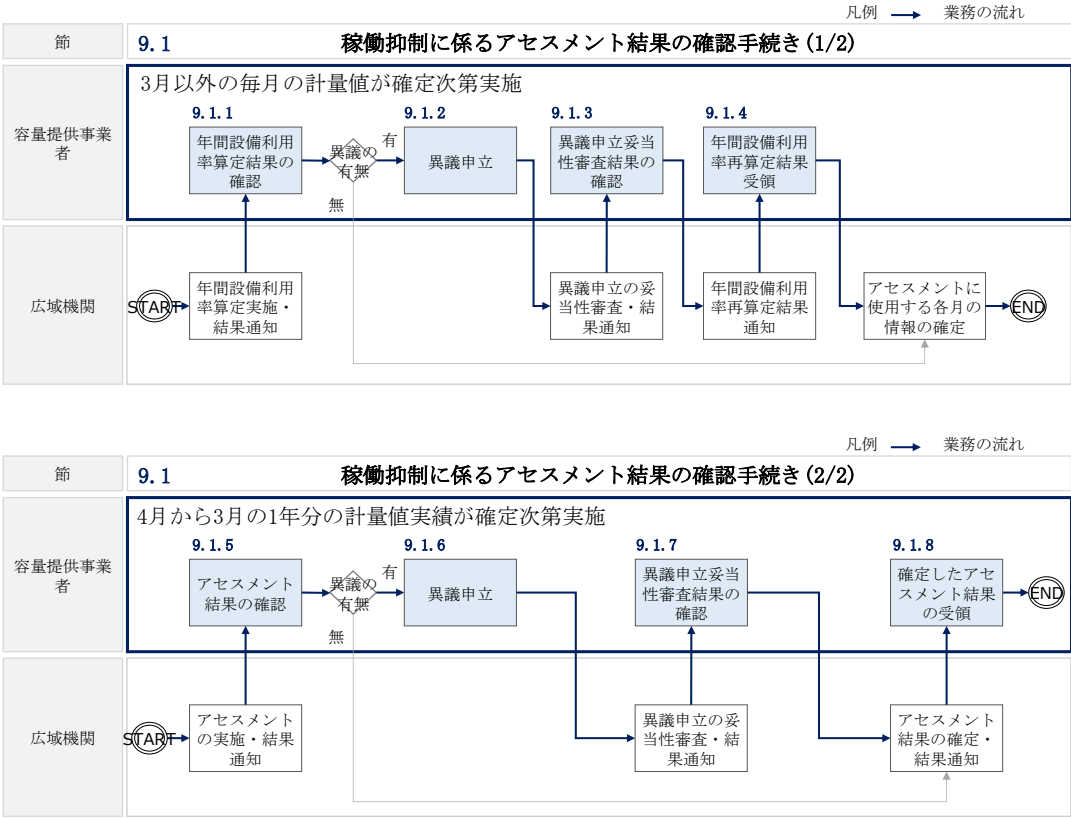 凡例 業務の流れ
節
9.1 稼働抑制に係るアセスメント結果の確認手続き(1/2)
容量提供事業
者
3月以外の毎月の計量値が確定次第実施
9.1.1
年間設備利用
率算定結果の
確認
異議の
有無
有
無
9.1.2
異議申立
9.1.3
異議申立妥当
性審査結果の
確認
9.1.4
年間設備利用
率再算定結果
受領
広域機関
START
年間設備利用
率算定実施・
結果通知
異議申立の妥
当性審査・結
果通知
年間設備利用
率再算定結果
通知
アセスメントに
使用する各月の
情報の確定
END
凡例 業務の流れ
節
9.1 稼働抑制に係るアセスメント結果の確認手続き(2/2)
容量提供事業
者
4月から3月の1年分の計量値実績が確定次第実施
9.1.5
アセスメント
結果の確認
異議の
有無
有
無
9.1.6
異議申立
9.1.7
異議申立妥当
性審査結果の
確認
9.1.8
確定したアセ
スメント結果
の受領
END
広域機関
START
アセスメント
の実施・結果
通知
異議申立の妥
当性審査・結
果通知
アセスメント
結果の確定・
結果通知